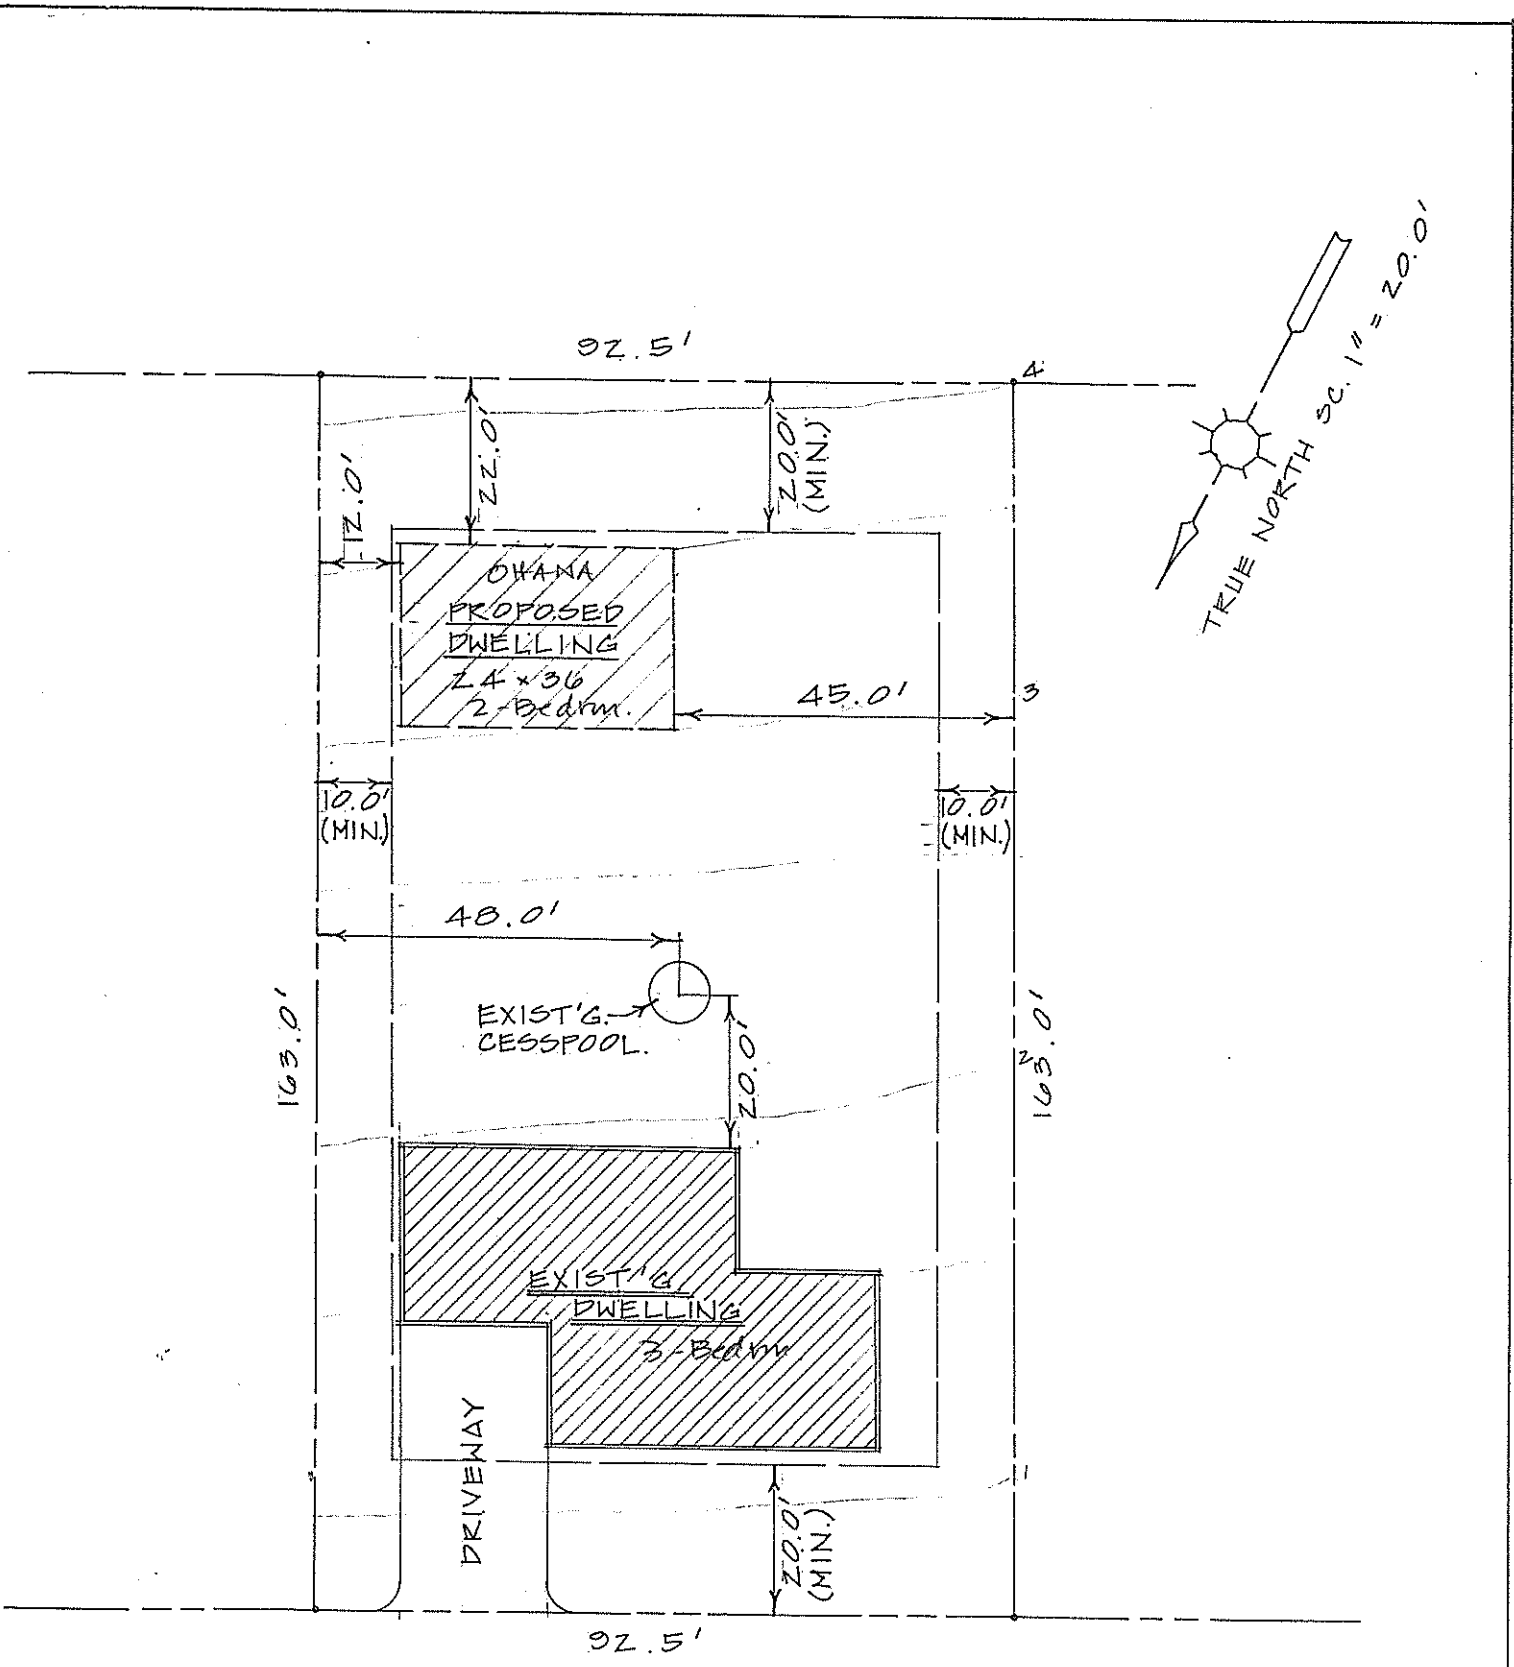 92.5'
4
TRUE NORTH SC. 1" = 20.0'
12.0'
22.0'
20.0'
(MIN.)
OHANA
PROPOSED
DWELLING
24 x 36
2-Bedrm.
45.0'
3
10.0'
(MIN.)
10.0'
(MIN.)
48.0'
EXIST'G.
CESSPOOL.
20.0'
163.0'
2
163.0'
EXIST'G
DWELLING
3-Bedrm
DRIVEWAY
1
20.0'
(MIN.)
92.5'